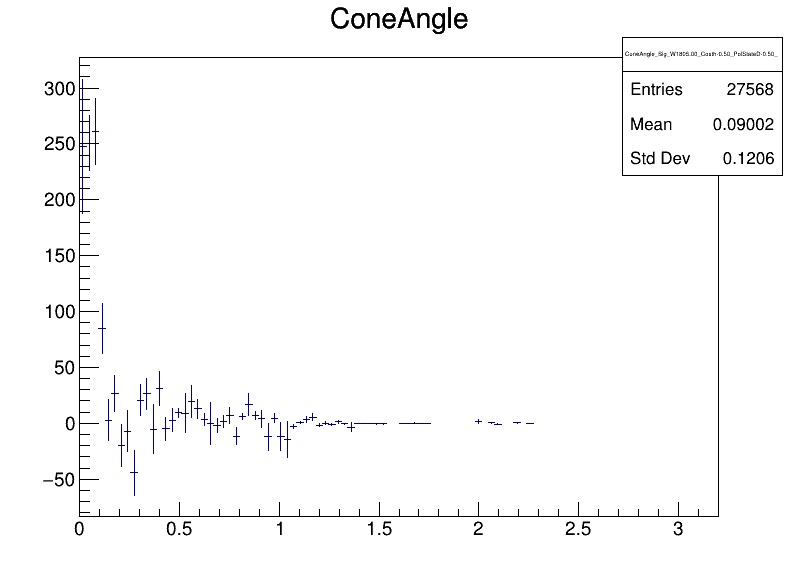 ConeAngle
ConeAngle_Sig_W1805.00_Costh-0.50_PolStateD-0.50_
Entries 27568
Mean 0.09002
Std Dev 0.1206
300
250
200
150
100
50
0
−50
0 0.5 1 1.5 2 2.5 3